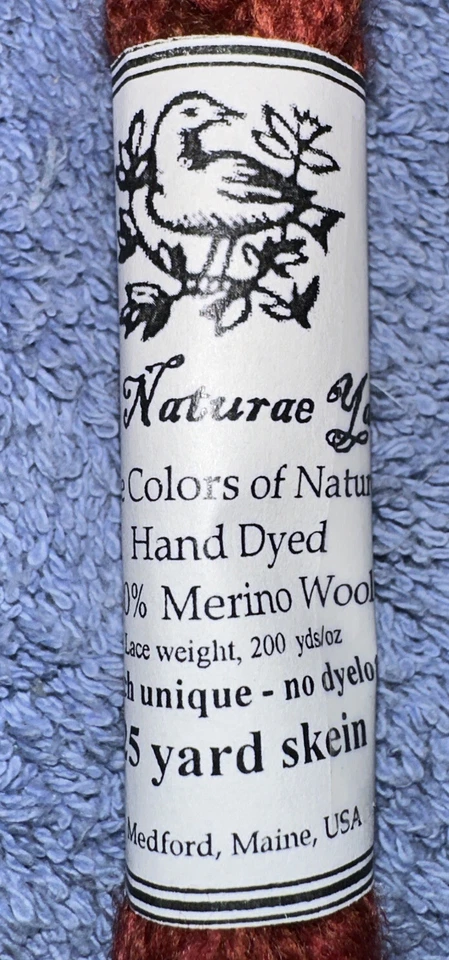 Naturae Ya
e Colors of Natur
Hand Dyed
0% Merino Wool
Lace weight, 200 yds/oz
h unique - no dyelo
5 yard skein
Medford, Maine, USA